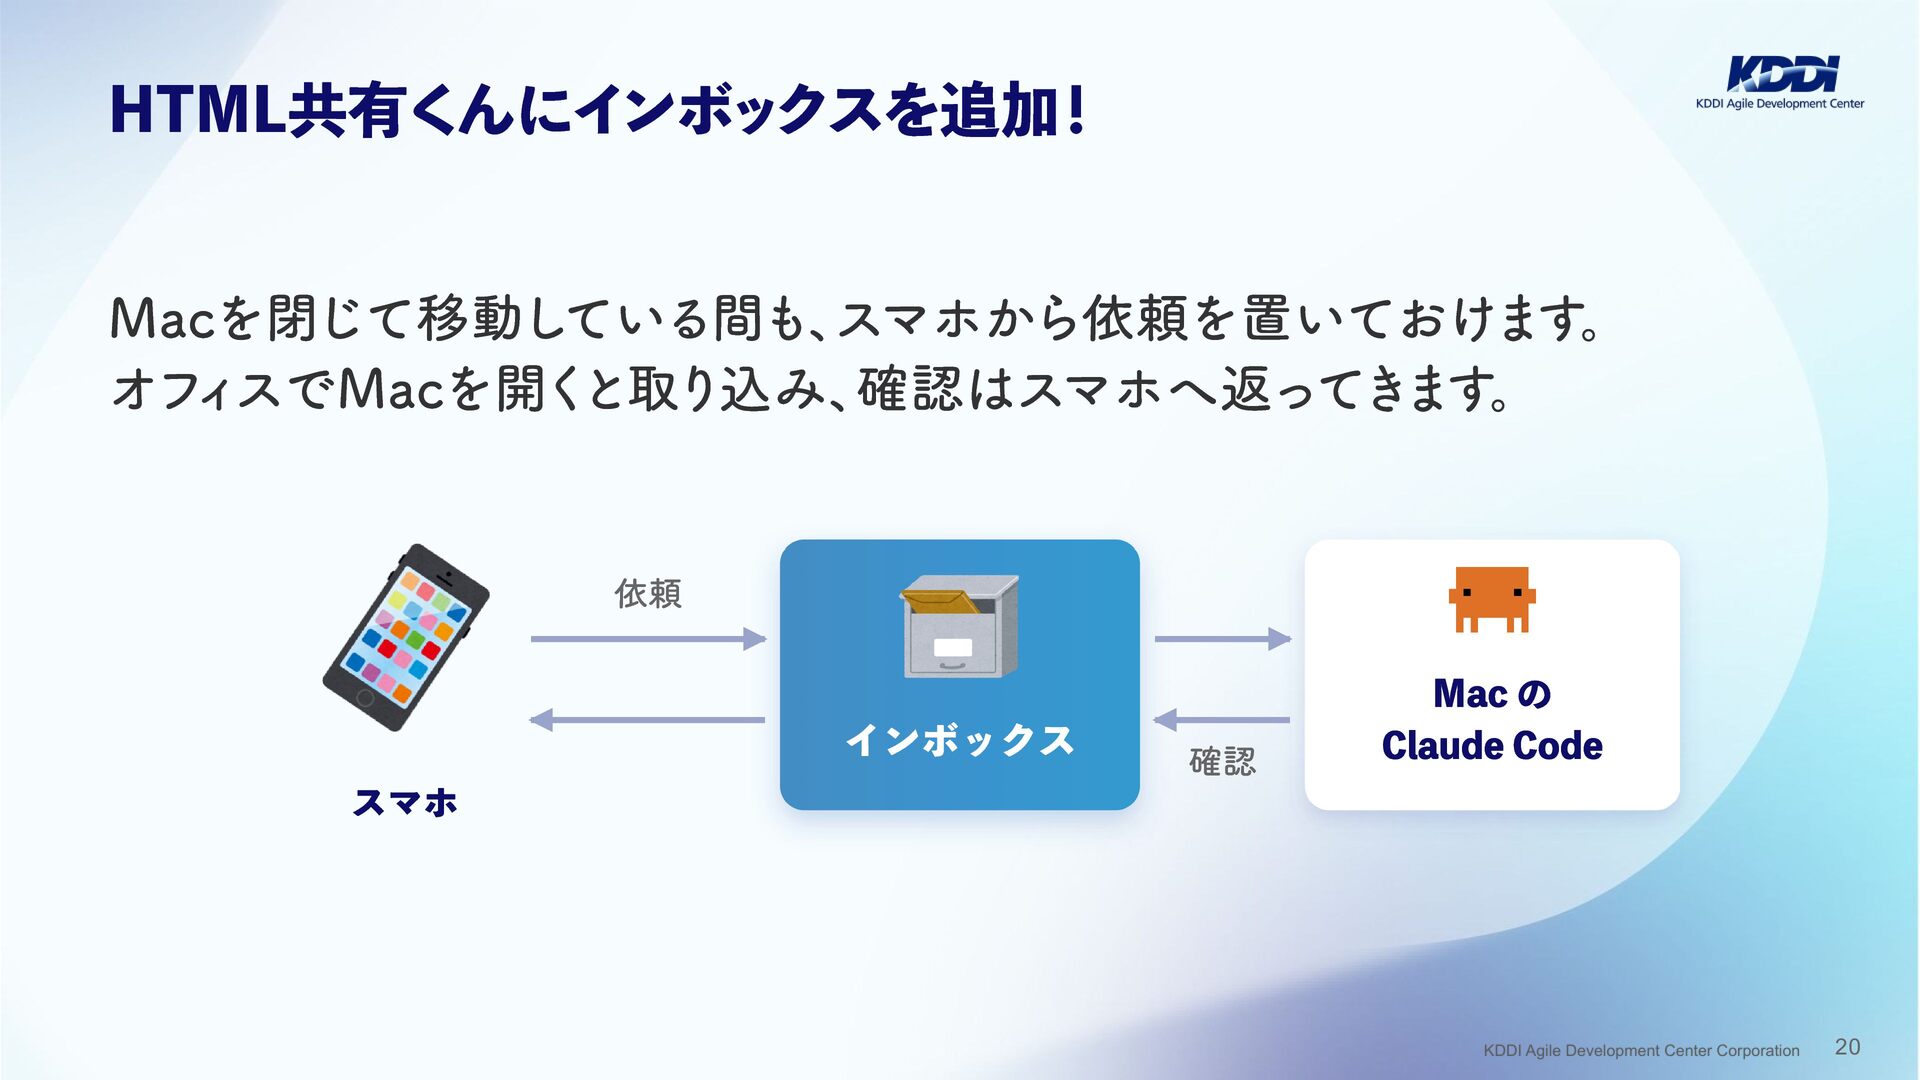 HTML共有くんにインボックスを追加！
KDDI
KDDI Agile Development Center
Macを閉じて移動している間も、スマホから依頼を置いておけます。
オフィスでMacを開くと取り込み、確認はスマホへ返ってきます。
依頼
インボックス
確認
Mac の
Claude Code
スマホ
KDDI Agile Development Center Corporation
20